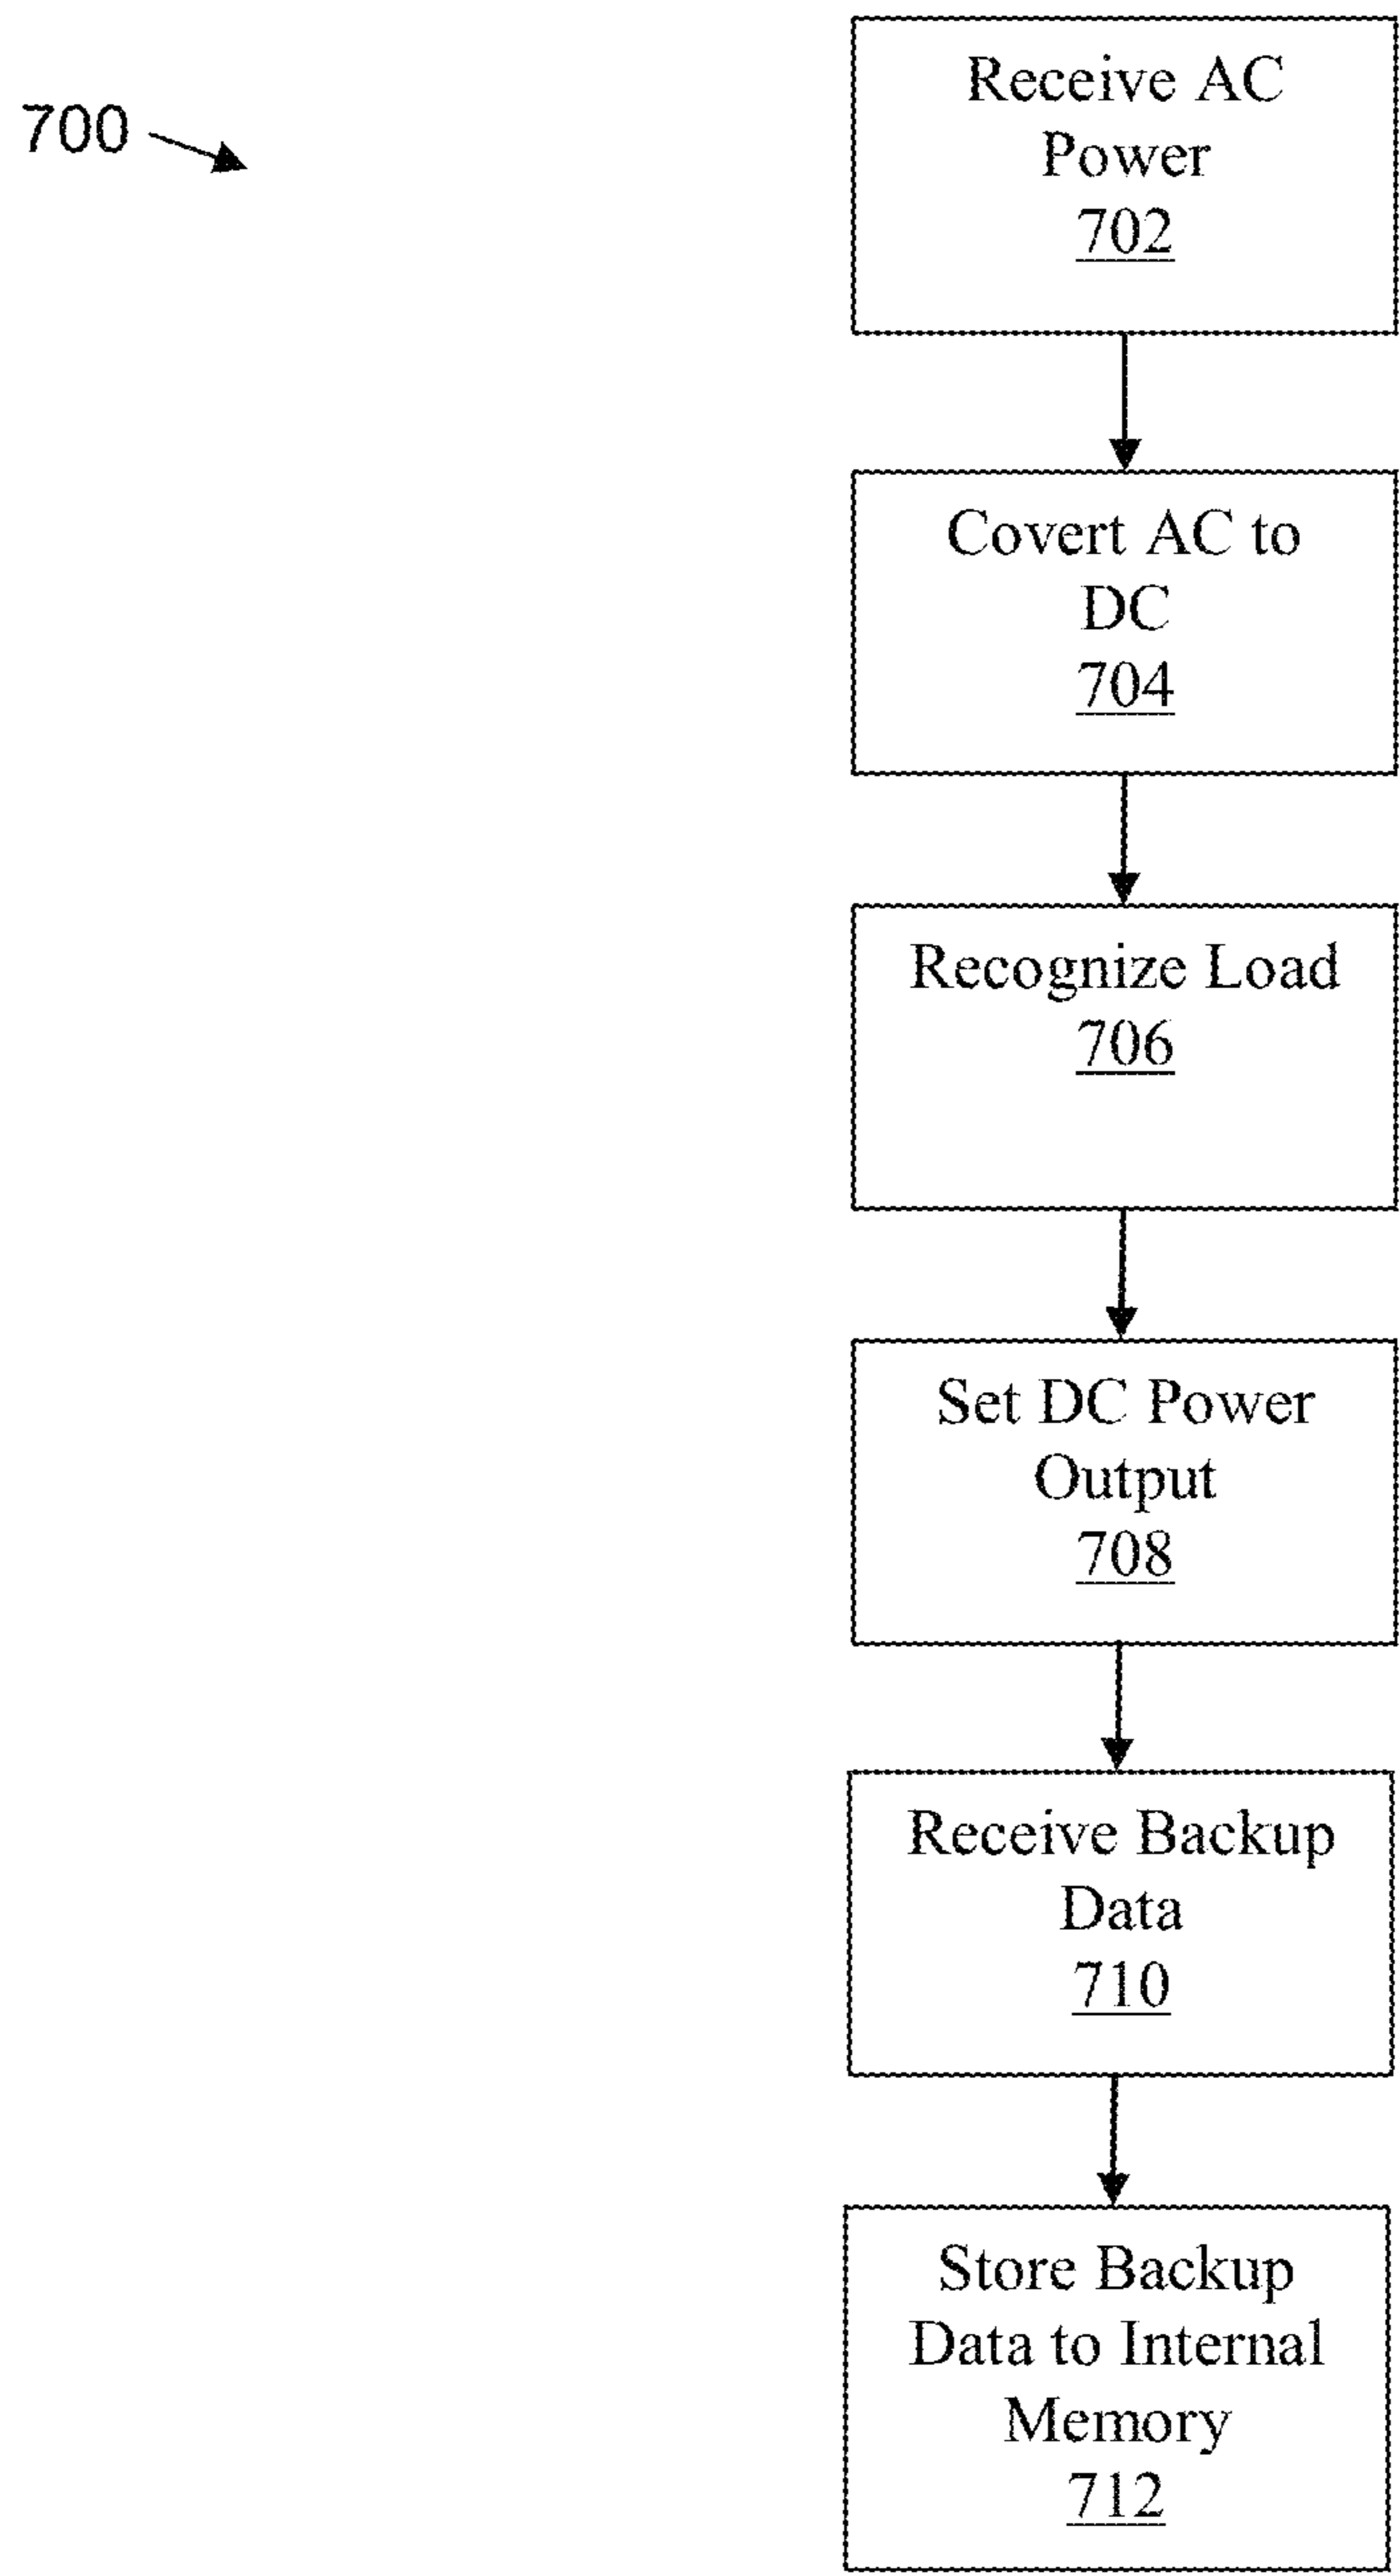 700
Receive AC
Power
702
Covert AC to
DC
704
Recognize Load
706
Set DC Power
Output
708
Receive Backup
Data
710
Store Backup
Data to Internal
Memory
712